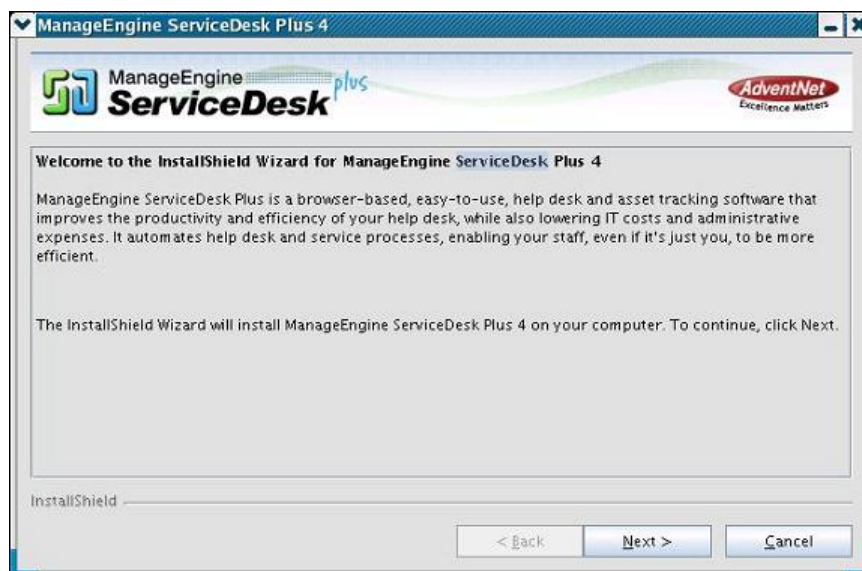 ManageEngine ServiceDesk Plus 4
ManageEngine
ServiceDesk plus
AdventNet
Excellence Matters
Welcome to the InstallShield Wizard for ManageEngine ServiceDesk Plus 4
ManageEngine ServiceDesk Plus is a browser-based, easy-to-use, help desk and asset tracking software that
improves the productivity and efficiency of your help desk, while also lowering IT costs and administrative
expenses. It automates help desk and service processes, enabling your staff, even if it's just you, to be more
efficient.
The InstallShield Wizard will install ManageEngine ServiceDesk Plus 4 on your computer. To continue, click Next.
InstallShield
< Back
Next >
Cancel